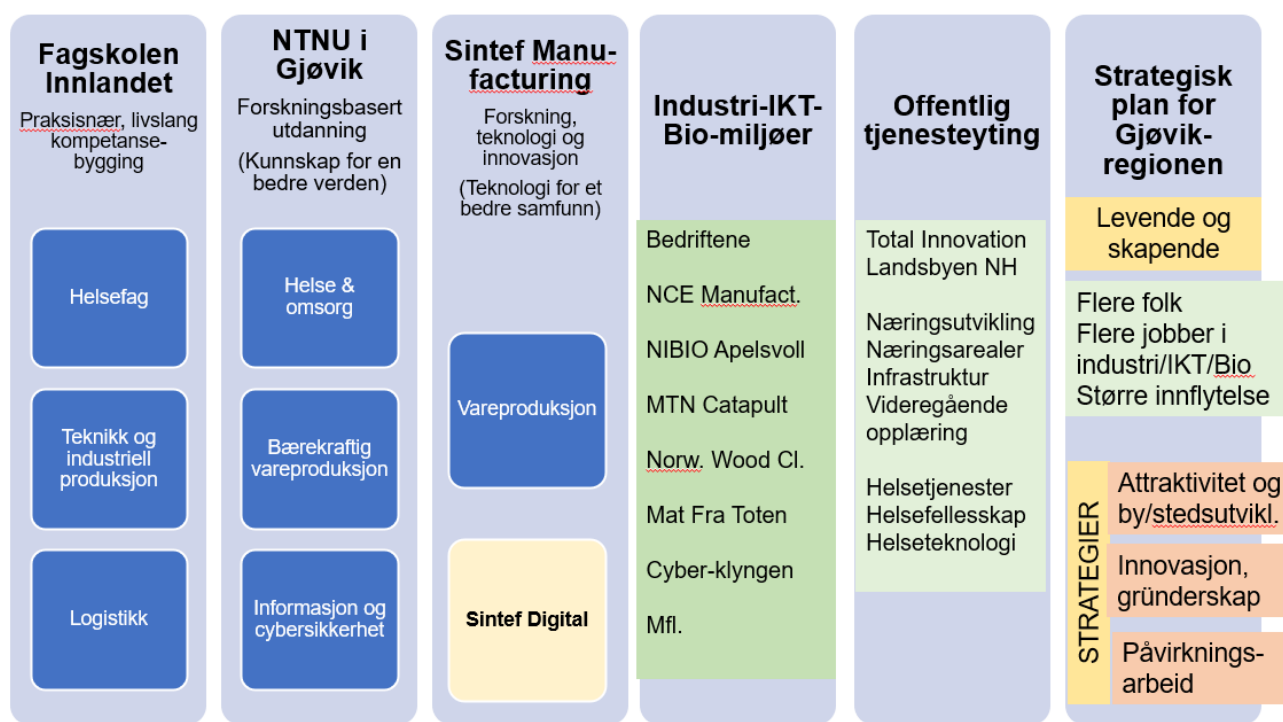 Fagskolen
Innlandet
Praksisnær, livslang
kompetanse-
bygging
Helsefag
Teknikk og
industriell
produksjon
Logistikk
NTNU i
Gjøvik
Forskningsbasert
utdanning
(Kunnskap for en
bedre verden)
Helse &
omsorg
Bærekraftig
vareproduksjon
Informasjon og
cybersikkerhet
Sintef Manu-
facturing
Forskning,
teknologi og
innovasjon
(Teknologi for et
bedre samfunn)
Vareproduksjon
Sintef Digital
Industri-IKT-
Bio-miljøer
Bedriftene
NCE Manufact.
NIBIO Apelsvoll
MTN Catapult
Norw. Wood Cl.
Mat Fra Toten
Cyber-klyngen
Mfl.
Offentlig
tjenesteyting
Total Innovation
Landsbyen NH
Næringsutvikling
Næringsarealer
Infrastruktur
Videregående
opplæring
Helsetjenester
Helsefellesskap
Helseteknologi
Strategisk
plan for
Gjøvik-
regionen
Levende og
skapende
Flere folk
Flere jobber i
industri/IKT/Bio
Større innflytelse
STRATEGIER
Attraktivitet og
by/stedsutvikl.
Innovasjon,
gründerskap
Påvirknings-
arbeid